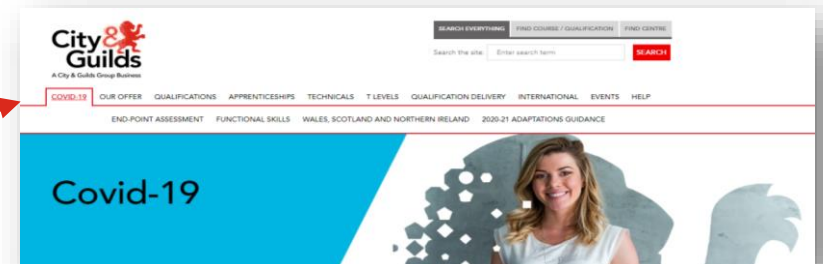 City&
Guilds
A City & Guilds Group Business
SEARCH EVERYTHING FIND COURSE / QUALIFICATION FIND CENTRE
Search the site: Enter search term SEARCH
COVID-19 OUR OFFER QUALIFICATIONS APPRENTICESHIPS TECHNICALS T LEVELS QUALIFICATION DELIVERY INTERNATIONAL EVENTS HELP
END-POINT ASSESSMENT FUNCTIONAL SKILLS WALES, SCOTLAND AND NORTHERN IRELAND 2020-21 ADAPTATIONS GUIDANCE
Covid-19